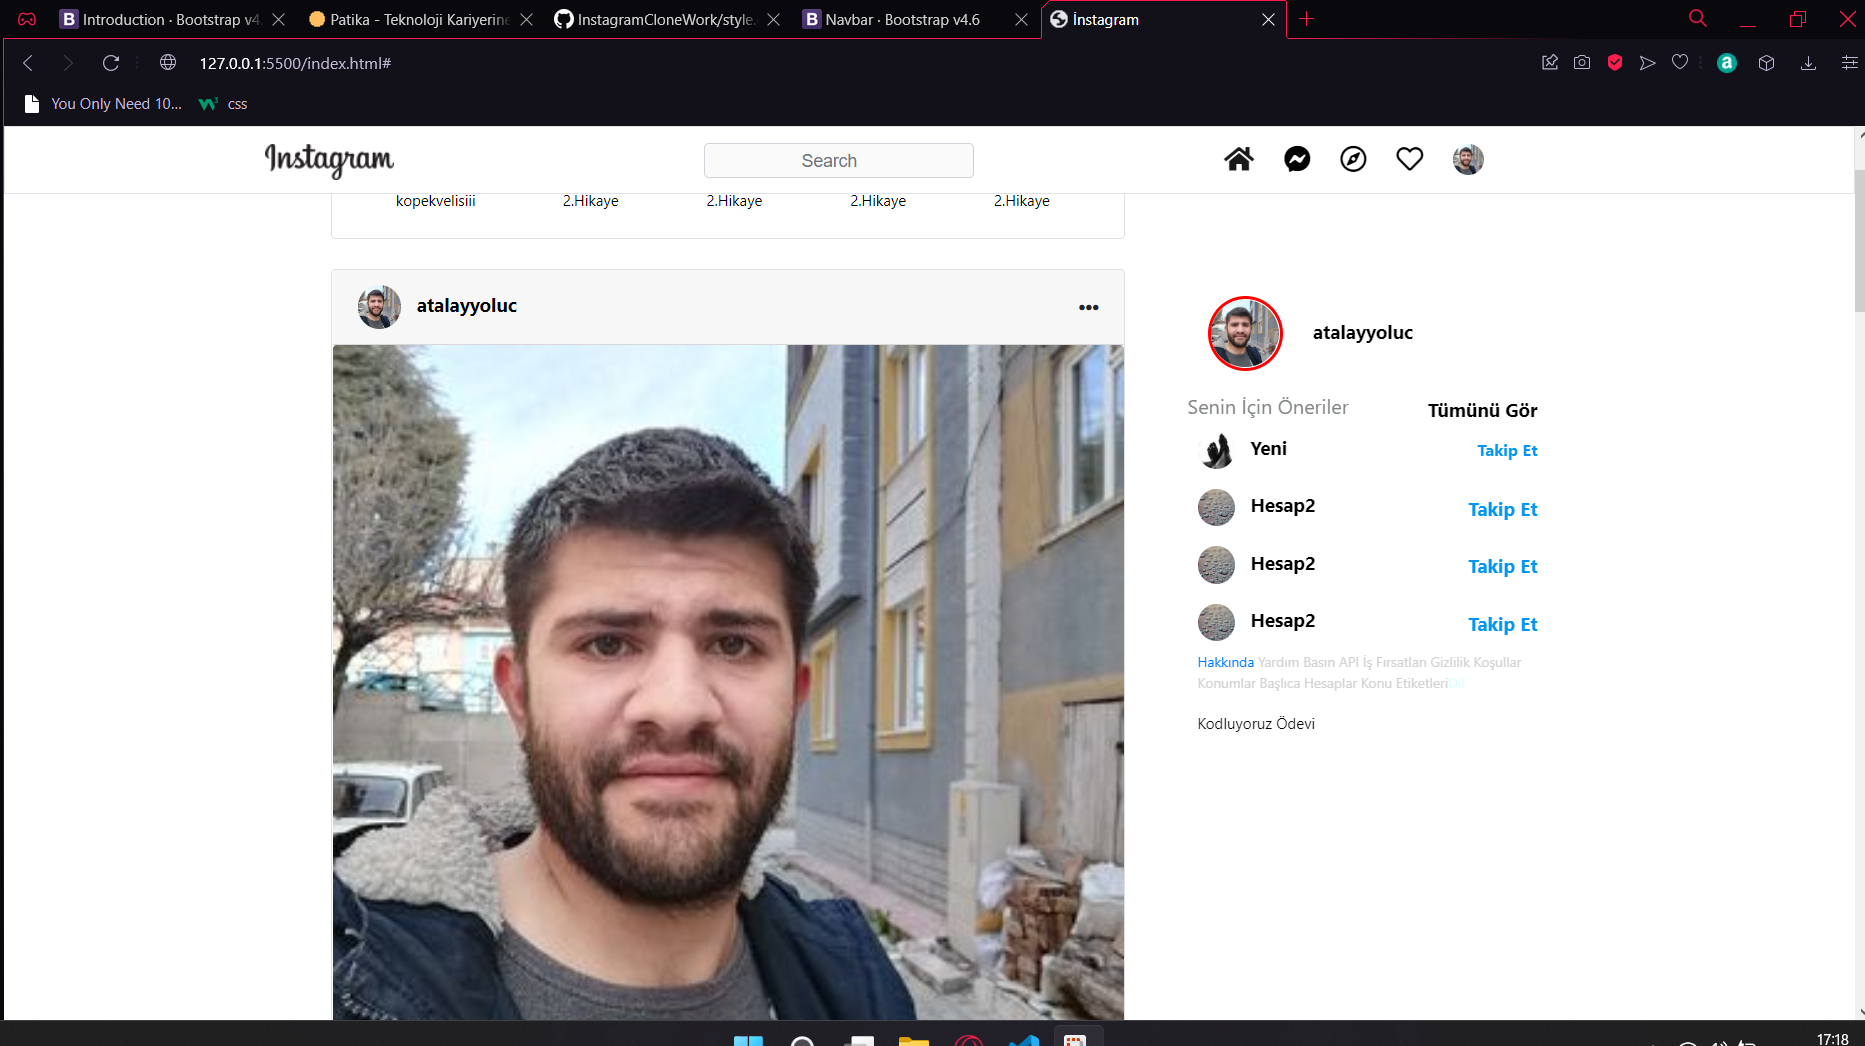 Introduction · Bootstrap v4.
Patika - Teknoloji Kariyerine
InstagramCloneWork/style.
Navbar · Bootstrap v4.6
İnstagram
127.0.0.1:5500/index.html#
You Only Need 10...
css
Instagram
Search
kopekvelisiii
2.Hikaye
2.Hikaye
2.Hikaye
2.Hikaye
atalayyoluc
atalayyoluc
Senin İçin Öneriler
Tümünü Gör
Yeni
Takip Et
Hesap2
Takip Et
Hesap2
Takip Et
Hesap2
Takip Et
Hakkında Yardım Basın API İş Fırsatları Gizlilik Koşullar
Konumlar Başlıca Hesaplar Konu EtiketleriDil
Kodluyoruz Ödevi
17:18